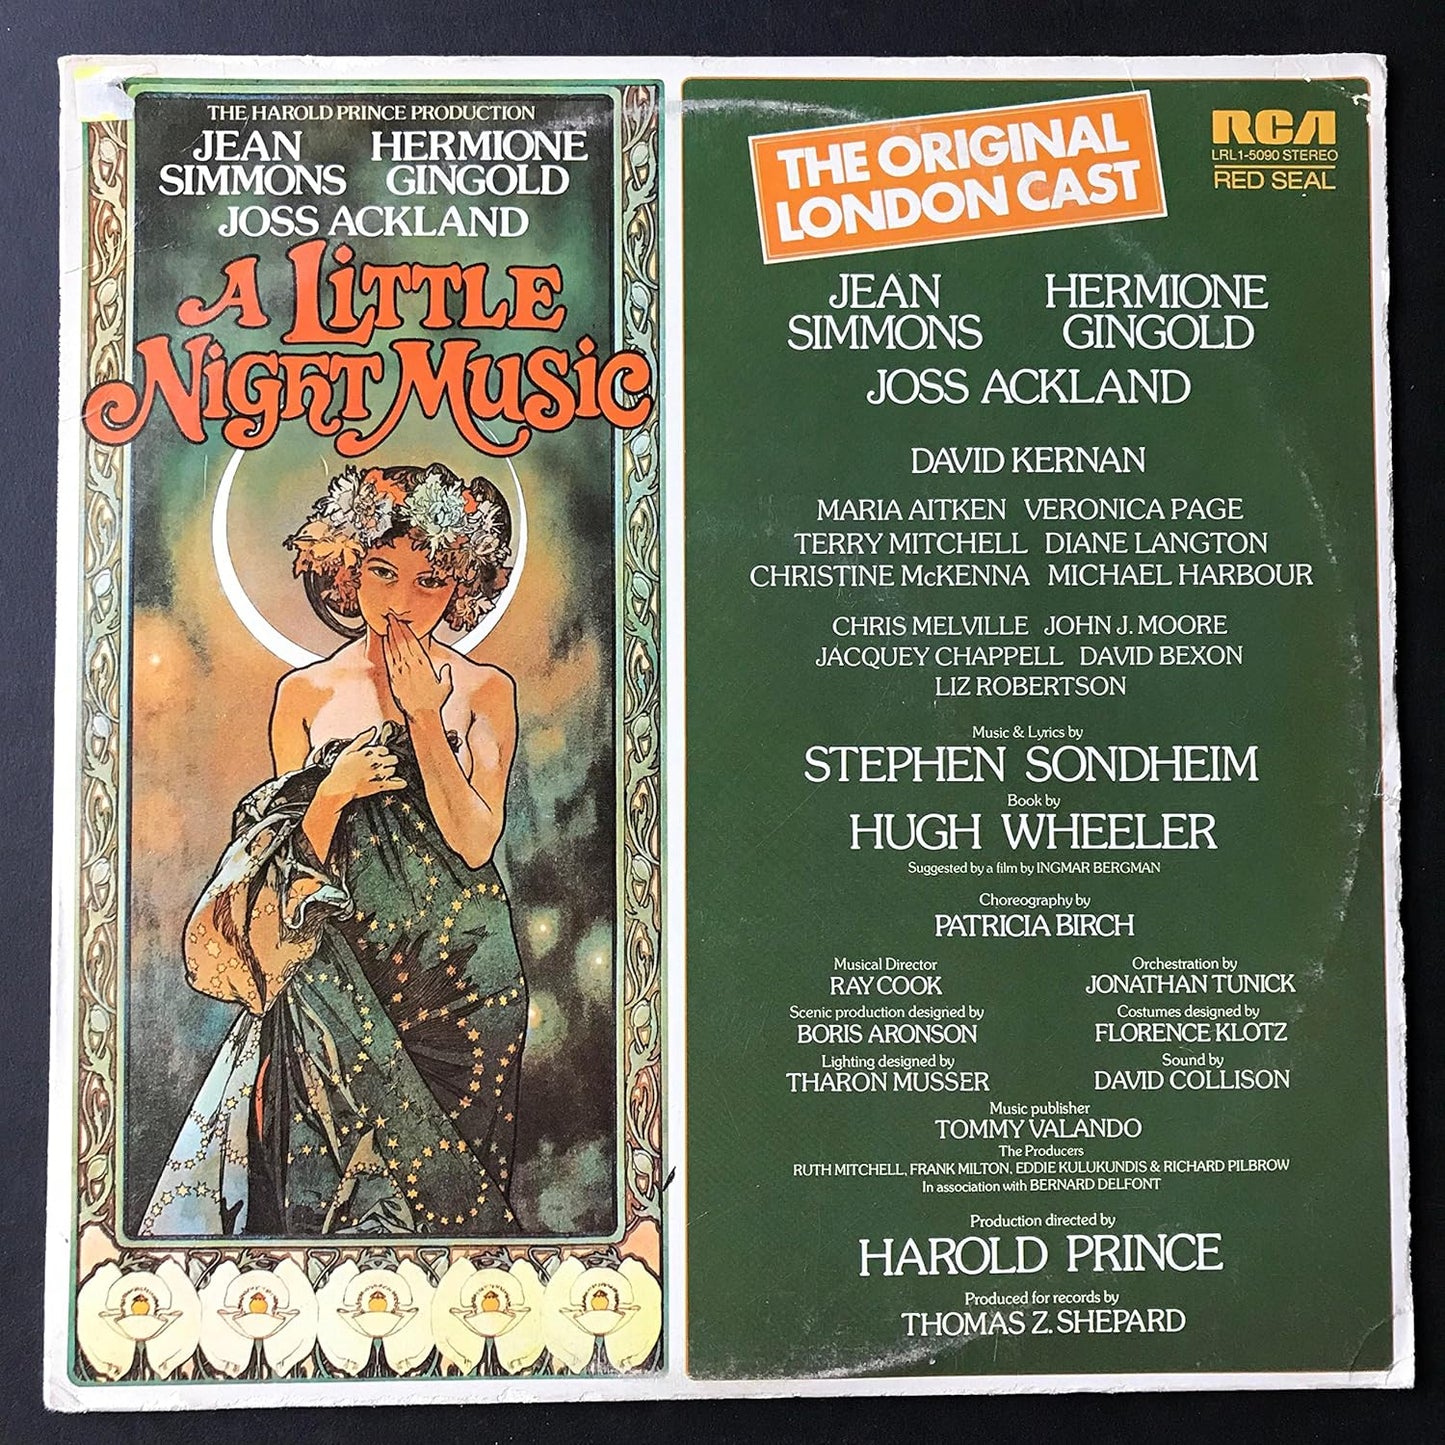 THE HAROLD PRINCE PRODUCTION
JEAN SIMMONS
HERMIONE GINGOLD
JOSS ACKLAND
A LITTLE
NIGHT MUSIC
THE ORIGINAL
LONDON CAST
RCA
LRL1-5090 STEREO
RED SEAL
JEAN SIMMONS
HERMIONE GINGOLD
JOSS ACKLAND
DAVID KERNAN
MARIA AITKEN VERONICA PAGE
TERRY MITCHELL DIANE LANGTON
CHRISTINE McKENNA MICHAEL HARBOUR
CHRIS MELVILLE JOHN J. MOORE
JACQUEY CHAPPELL DAVID BEXON
LIZ ROBERTSON
Music & Lyrics by
STEPHEN SONDHEIM
Book by
HUGH WHEELER
Suggested by a film by INGMAR BERGMAN
Choreography by
PATRICIA BIRCH
Musical Director
RAY COOK
Orchestration by
JONATHAN TUNICK
Scenic production designed by
BORIS ARONSON
Costumes designed by
FLORENCE KLOTZ
Lighting designed by
THARON MUSSER
Sound by
DAVID COLLISON
Music publisher
TOMMY VALANDO
The Producers
RUTH MITCHELL, FRANK MILTON, EDDIE KULUKUNDIS & RICHARD PILBROW
In association with BERNARD DELFONT
Production directed by
HAROLD PRINCE
Produced for records by
THOMAS Z. SHEPARD